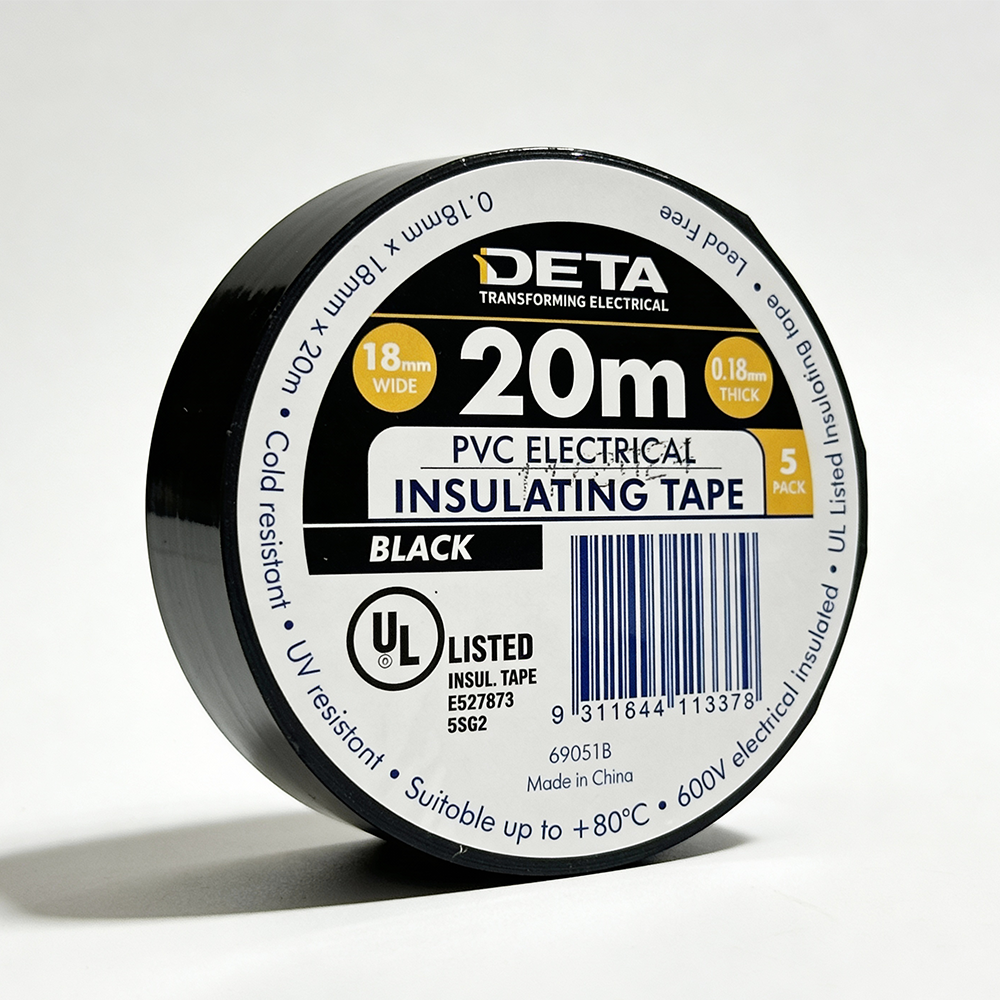 DETA
TRANSFORMING ELECTRICAL
18mm
WIDE
20m
0.18mm
THICK
PVC ELECTRICAL
INSULATING TAPE
5
PACK
BLACK
UL
LISTED
INSUL. TAPE
E527873
5SG2
9 311644 113378
69051B
Made in China
0.18mm x 18mm x 20m • Cold resistant • UV resistant • Suitable up to +80°C • 600V electrical insulated • UL Listed Insulating tape • Lead Free